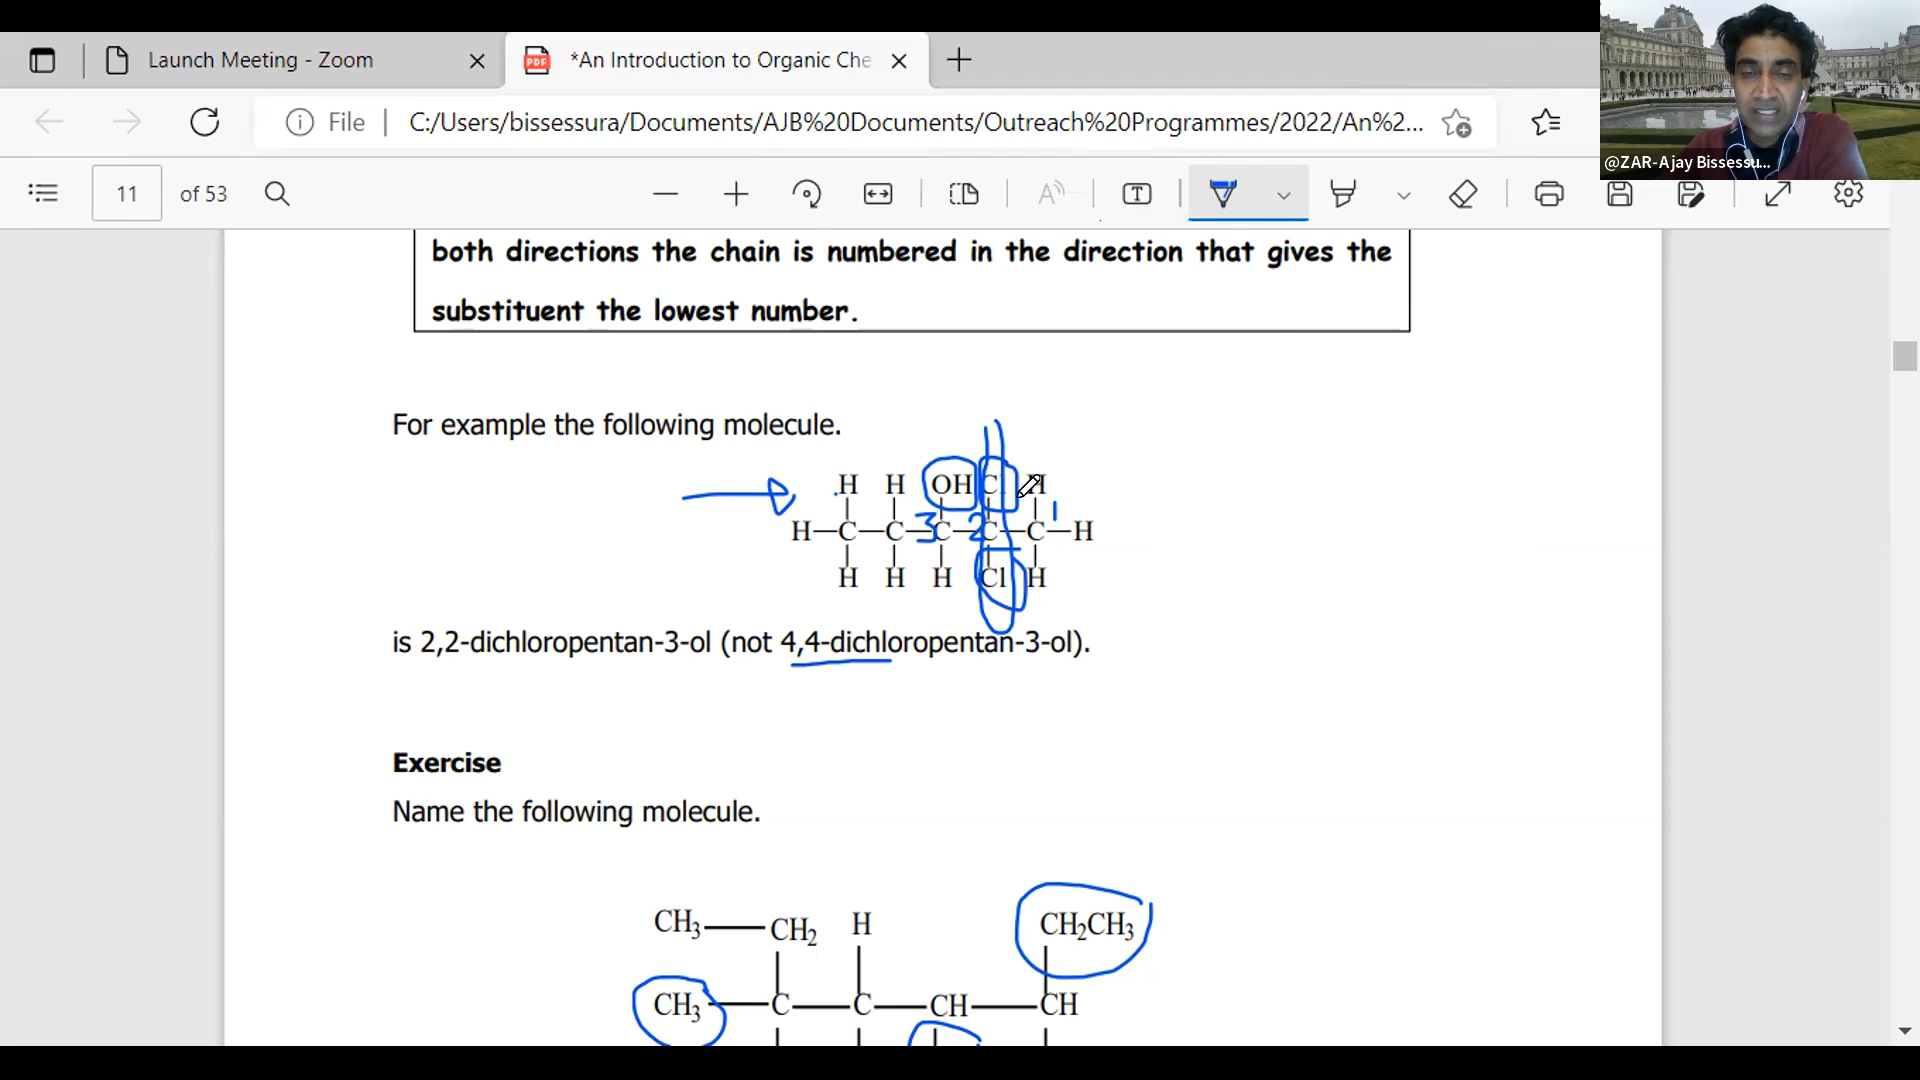 Launch Meeting - Zoom
*An Introduction to Organic Che
File
C:/Users/bissessura/Documents/AJB%20Documents/Outreach%20Programmes/2022/An%2...
@ZAR-Ajay Bissessu...
11 of 53
both directions the chain is numbered in the direction that gives the
substituent the lowest number.
For example the following molecule.
H H OH Cl H
1
H C C 3 C 2 C C H
H H H Cl H
is 2,2-dichloropentan-3-ol (not 4,4-dichloropentan-3-ol).
Exercise
Name the following molecule.
CH3 CH2 H CH2CH3
CH3 C C CH CH